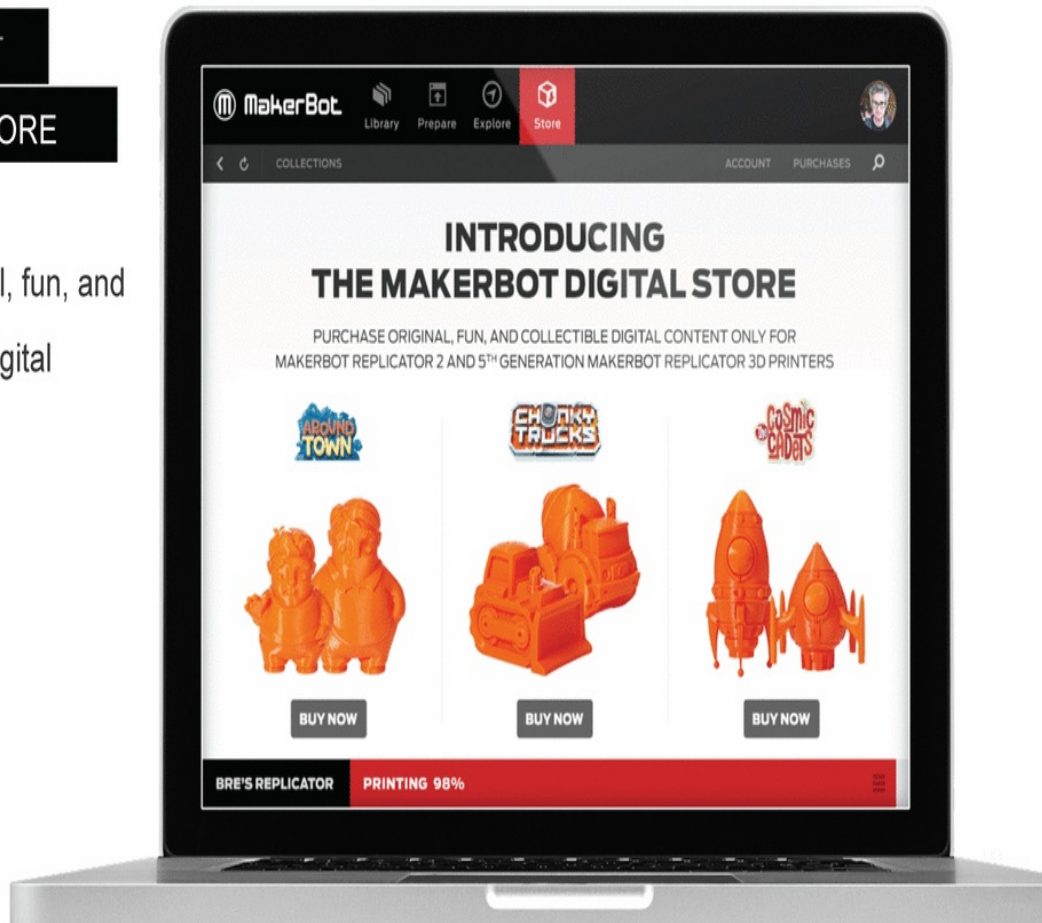 ORE
l, fun, and
gital
MakerBot
Library Prepare Explore Store
COLLECTIONS ACCOUNT PURCHASES
INTRODUCING
THE MAKERBOT DIGITAL STORE
PURCHASE ORIGINAL, FUN, AND COLLECTIBLE DIGITAL CONTENT ONLY FOR
MAKERBOT REPLICATOR 2 AND 5TH GENERATION MAKERBOT REPLICATOR 3D PRINTERS
AROUND
TOWN
CHUNKY
TRUCKS
COSMIC
CADETS
BUY NOW BUY NOW BUY NOW
BRE'S REPLICATOR PRINTING 98%